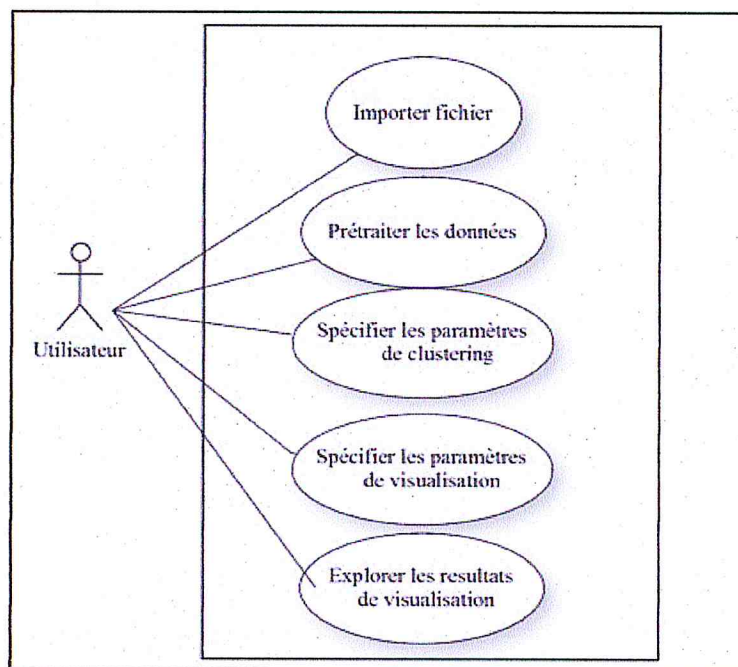 Importer fichier
Prétraiter les données
Spécifier les paramètres
de clustering
Utilisateur
Spécifier les paramètres
de visualisation
Explorer les resultats
de visualisation